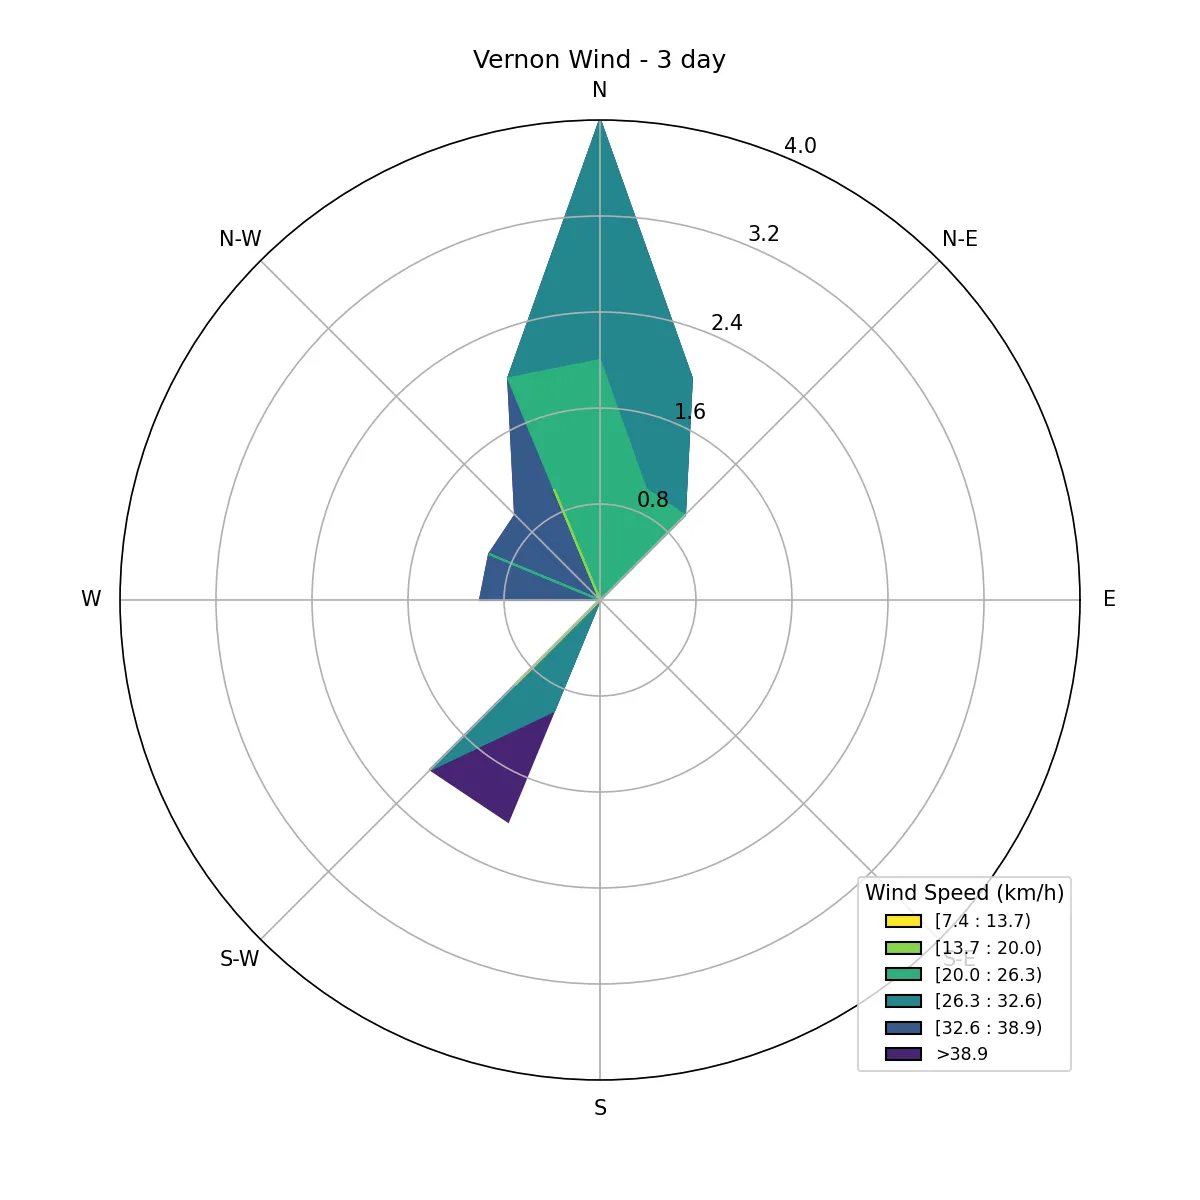 Vernon Wind - 3 day
N
4.0
N-W
3.2
N-E
2.4
1.6
0.8
W
E
S-W
S-E
S
Wind Speed (km/h)
[7.4 : 13.7)
[13.7 : 20.0)
[20.0 : 26.3)
[26.3 : 32.6)
[32.6 : 38.9)
>38.9